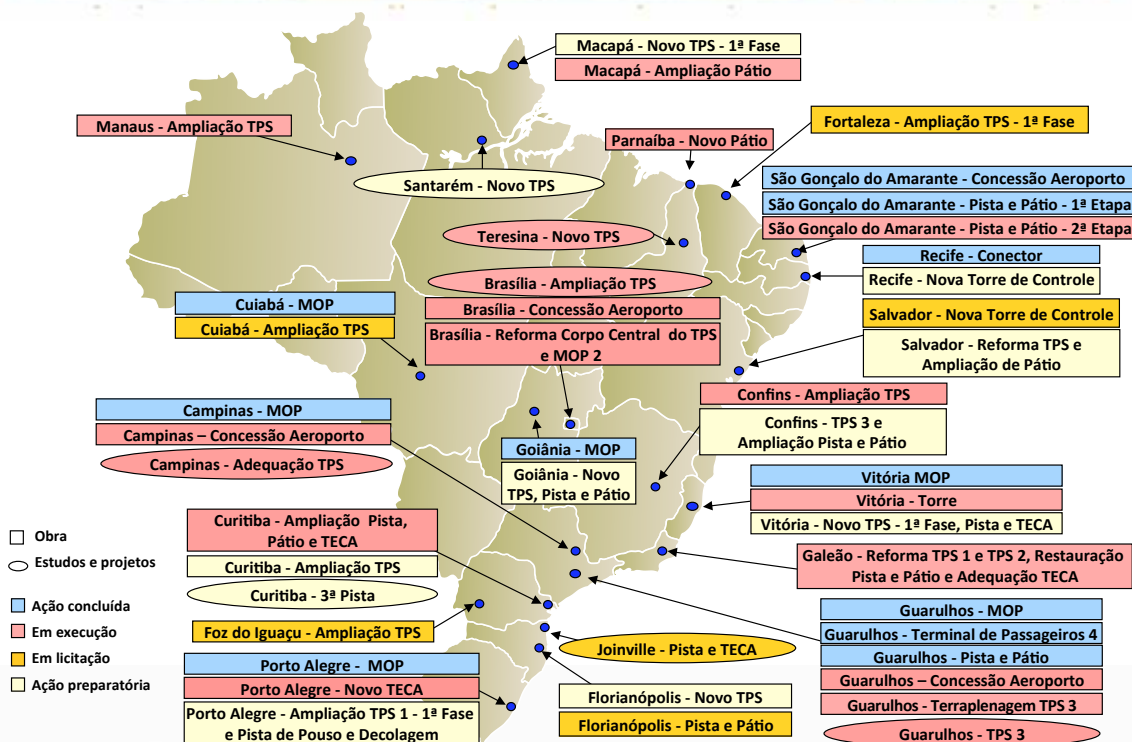 Macapá - Novo TPS - 1ª Fase
Macapá - Ampliação Pátio
Manaus - Ampliação TPS
Fortaleza - Ampliação TPS - 1ª Fase
Parnaíba - Novo Pátio
Santarém - Novo TPS
São Gonçalo do Amarante - Concessão Aeroporto
São Gonçalo do Amarante - Pista e Pátio - 1ª Etapa
São Gonçalo do Amarante - Pista e Pátio - 2ª Etapa
Teresina - Novo TPS
Recife - Conector
Recife - Nova Torre de Controle
Brasília - Ampliação TPS
Brasília - Concessão Aeroporto
Brasília - Reforma Corpo Central do TPS
e MOP 2
Cuiabá - MOP
Cuiabá - Ampliação TPS
Salvador - Nova Torre de Controle
Salvador - Reforma TPS e
Ampliação de Pátio
Confins - Ampliação TPS
Confins - TPS 3 e
Ampliação Pista e Pátio
Campinas - MOP
Campinas – Concessão Aeroporto
Campinas - Adequação TPS
Goiânia - MOP
Goiânia - Novo
TPS, Pista e Pátio
Vitória MOP
Vitória - Torre
Vitória - Novo TPS - 1ª Fase, Pista e TECA
Curitiba - Ampliação Pista,
Pátio e TECA
Curitiba - Ampliação TPS
Curitiba - 3ª Pista
Galeão - Reforma TPS 1 e TPS 2, Restauração
Pista e Pátio e Adequação TECA
Obra
Estudos e projetos
Ação concluída
Em execução
Em licitação
Ação preparatória
Foz do Iguaçu - Ampliação TPS
Joinville - Pista e TECA
Guarulhos - MOP
Guarulhos - Terminal de Passageiros 4
Guarulhos - Pista e Pátio
Guarulhos – Concessão Aeroporto
Guarulhos - Terraplenagem TPS 3
Guarulhos - TPS 3
Porto Alegre - MOP
Porto Alegre - Novo TECA
Porto Alegre - Ampliação TPS 1 - 1ª Fase
e Pista de Pouso e Decolagem
Florianópolis - Novo TPS
Florianópolis - Pista e Pátio